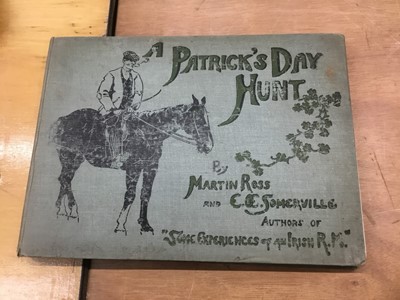 A PATRICK'S DAY
HUNT.
By
MARTIN ROSS
AND E.Œ. SOMERVILLE
AUTHORS OF
"SOME EXPERIENCES of AN IRISH R.M."